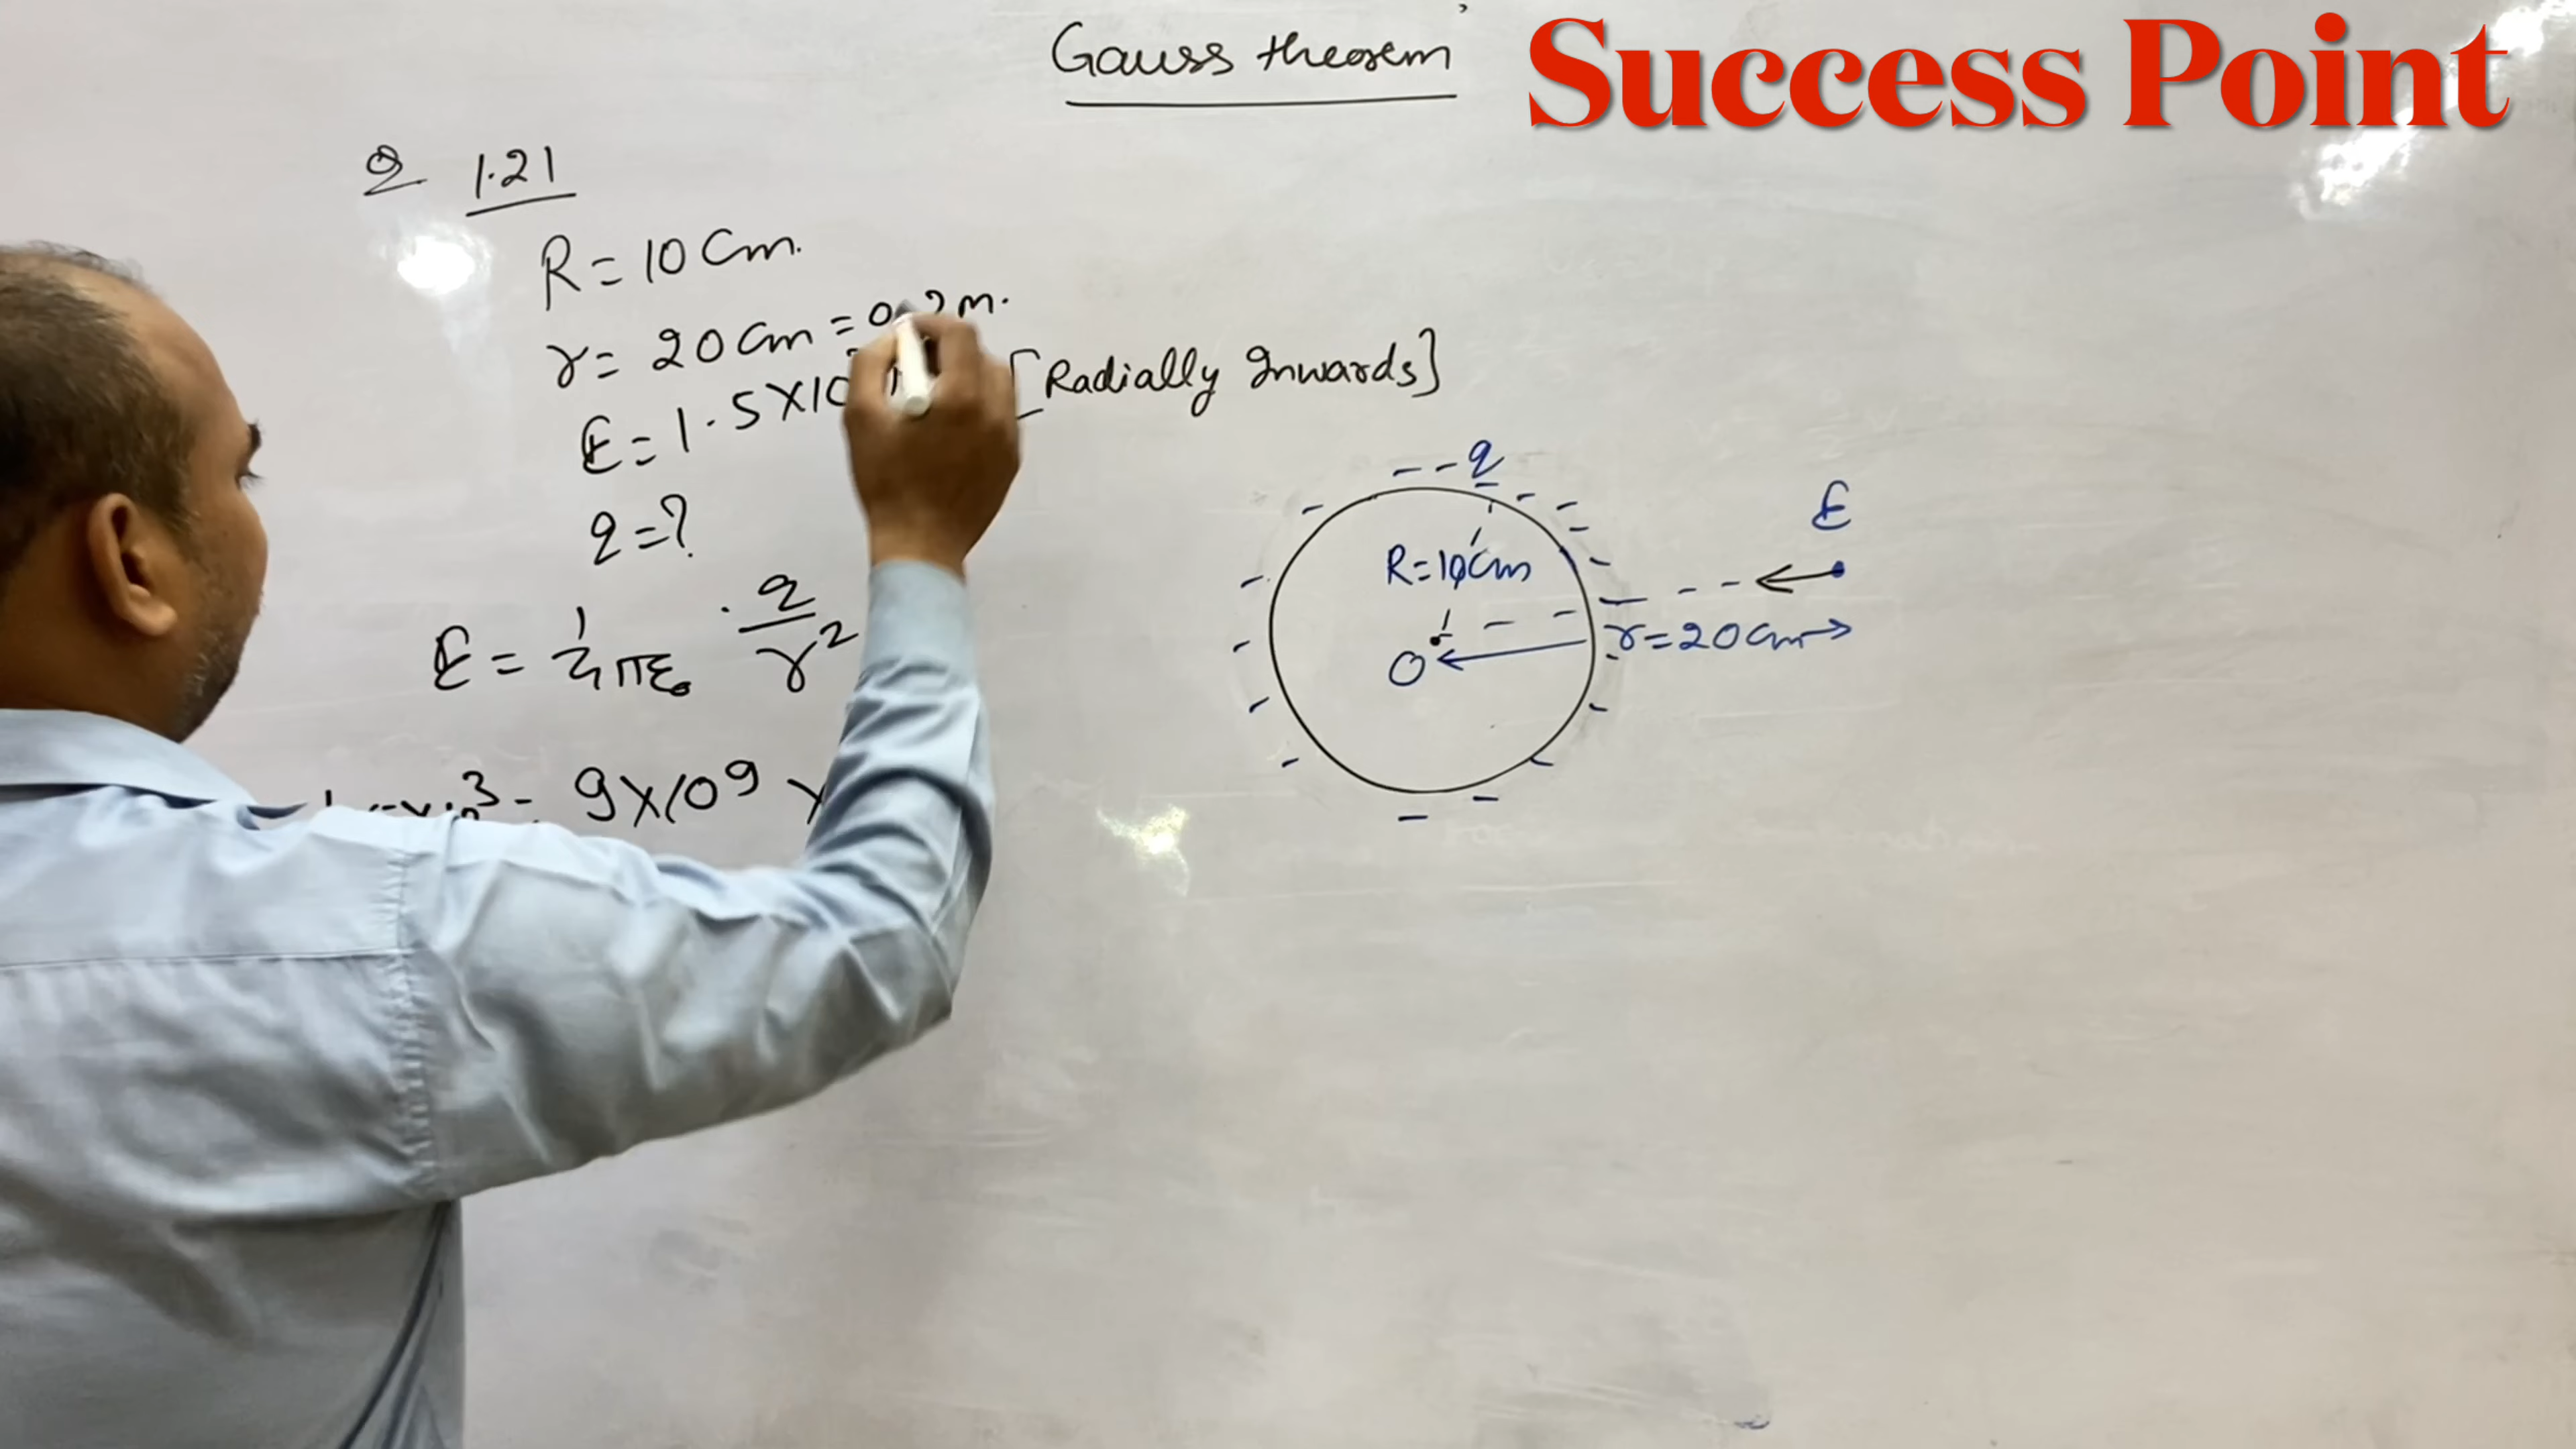 Gauss theorem
Success Point
Q 1.21
R = 10 Cm.
r = 20 Cm = 0.2 m.
E = 1.5 X 10 [Radially Inwards]
q = ?
E = 1/4πε₀ · q/r²
9 X 10⁹ X
q
R = 10 cm
E
r = 20 cm
O